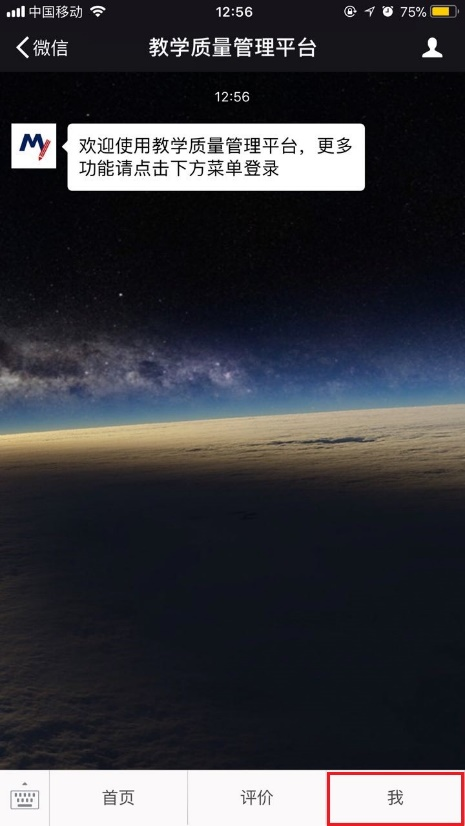 中国移动 12:56 75%
微信 教学质量管理平台
12:56
My
欢迎使用教学质量管理平台，更多
功能请点击下方菜单登录
首页 评价 我